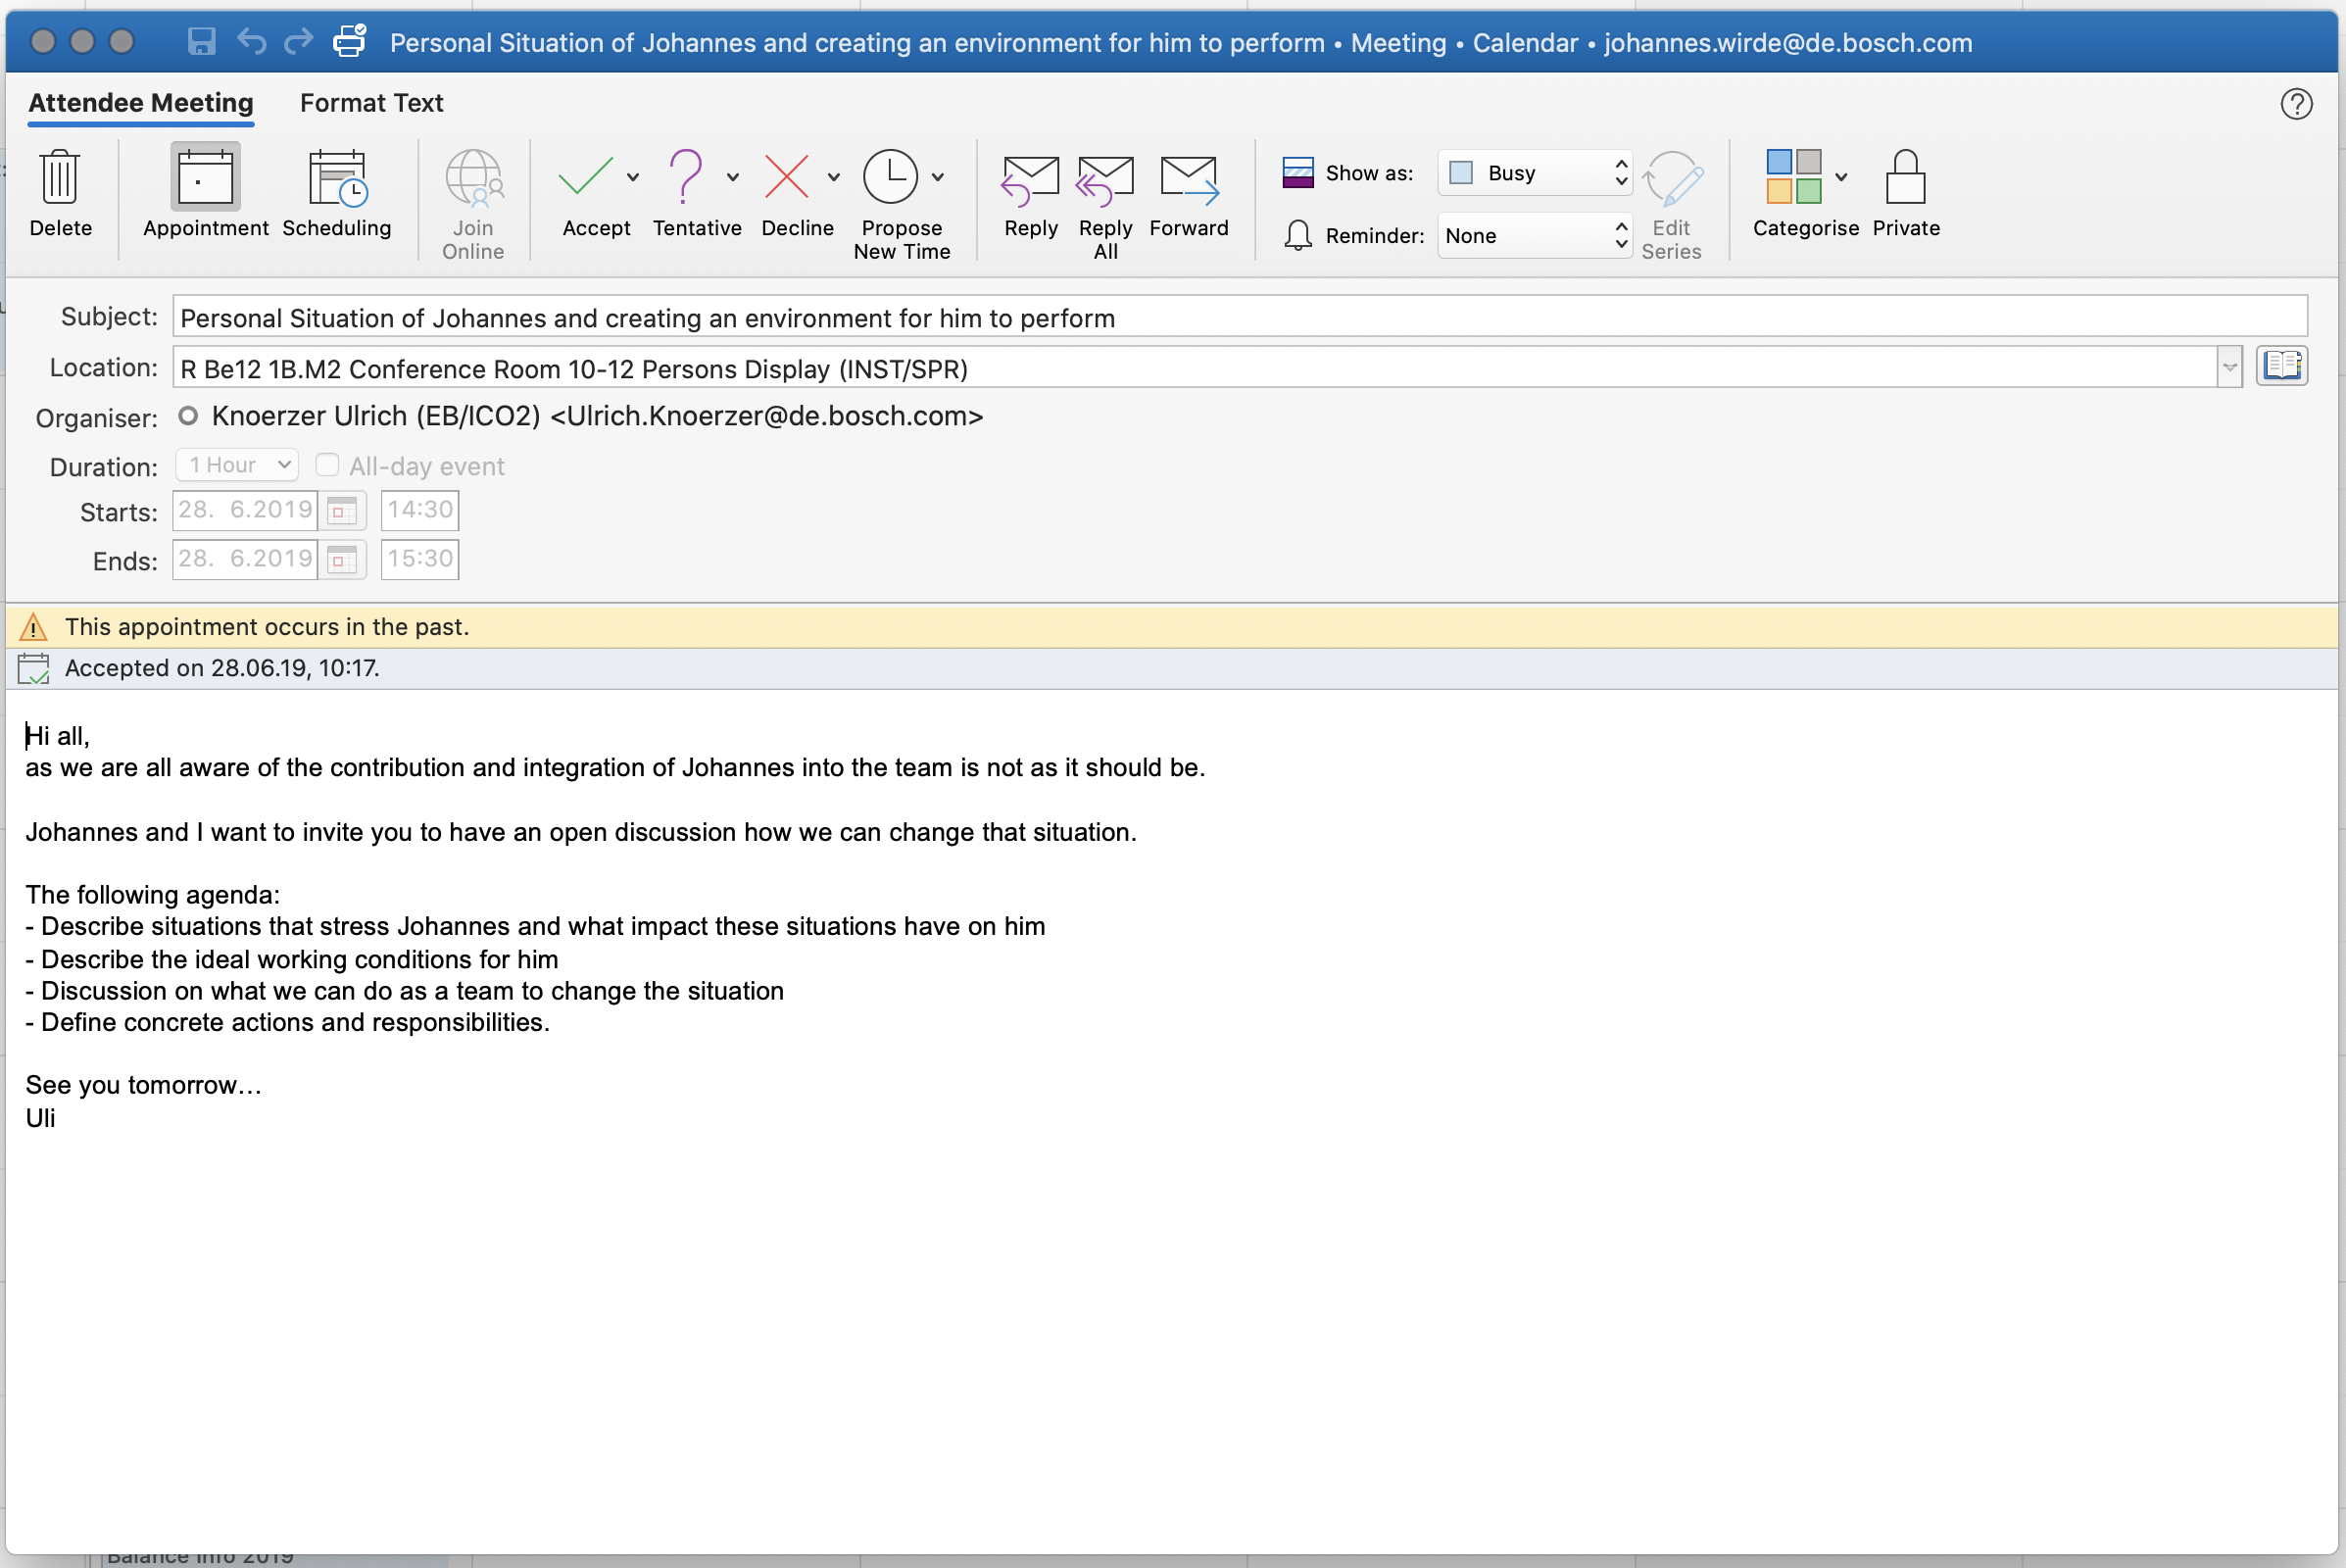 Personal Situation of Johannes and creating an environment for him to perform • Meeting • Calendar • johannes.wirde@de.bosch.com
Attendee Meeting Format Text
Delete Appointment Scheduling Join Online Accept Tentative Decline Propose New Time Reply Reply All Forward Show as: Busy Reminder: None Edit Series Categorise Private
Subject: Personal Situation of Johannes and creating an environment for him to perform
Location: R Be12 1B.M2 Conference Room 10-12 Persons Display (INST/SPR)
Organiser: Knoerzer Ulrich (EB/ICO2) <Ulrich.Knoerzer@de.bosch.com>
Duration: 1 Hour All-day event
Starts: 28. 6.2019 14:30
Ends: 28. 6.2019 15:30
This appointment occurs in the past.
Accepted on 28.06.19, 10:17.
Hi all,
as we are all aware of the contribution and integration of Johannes into the team is not as it should be.
Johannes and I want to invite you to have an open discussion how we can change that situation.
The following agenda:
- Describe situations that stress Johannes and what impact these situations have on him
- Describe the ideal working conditions for him
- Discussion on what we can do as a team to change the situation
- Define concrete actions and responsibilities.
See you tomorrow…
Uli
Balance Info 2019